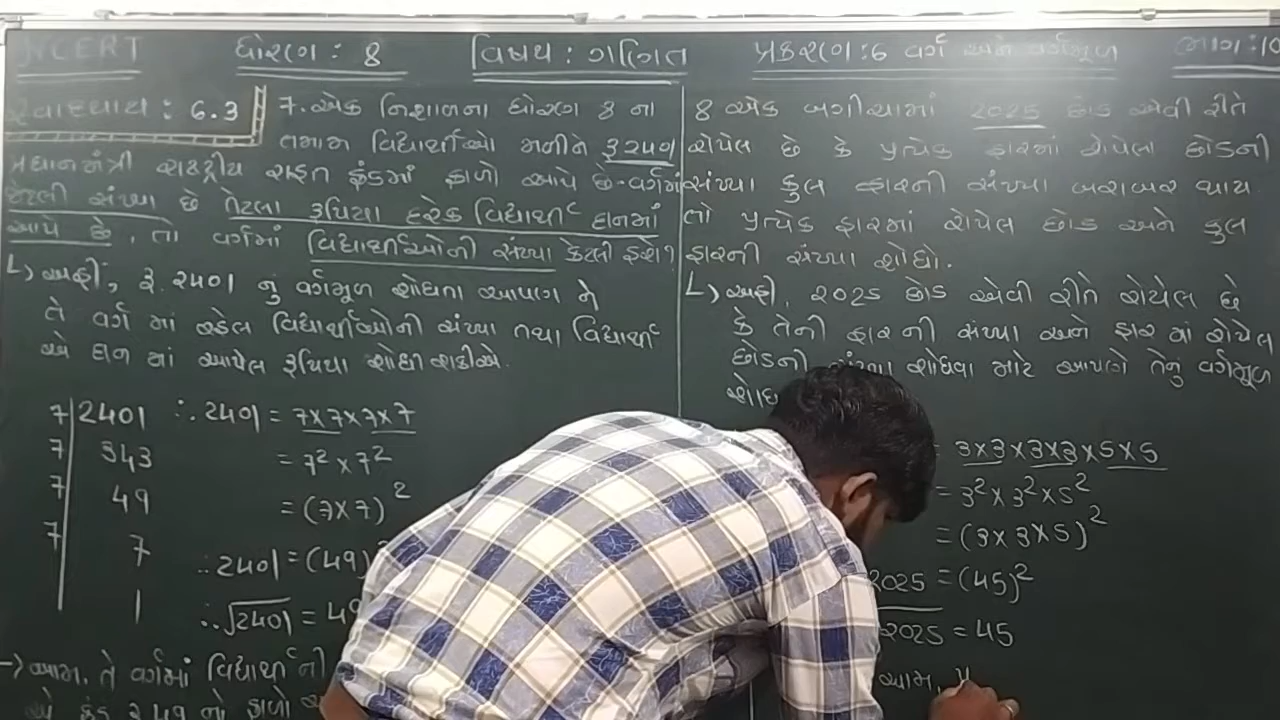 NCERT
ધોરણ : 8
વિષય : ગણિત
પ્રકરણ : 6 વર્ગ અને વર્ગમૂળ
ભાગ : 10
સ્વાધ્યાય : 6.3
7. એક નિશાળના ધોરણ 8 ના
તમામ વિદ્યાર્થીઓ મળીને રૂ 2401
પ્રધાનમંત્રી રાષ્ટ્રીય રાહત ફંડમાં ફાળો આપે છે. વર્ગમાં
જેટલી સંખ્યા છે તેટલા રૂપિયા દરેક વિદ્યાર્થી દાનમાં
આપે છે, તો વર્ગમાં વિદ્યાર્થીઓની સંખ્યા કેટલી હશે?
અહીં, રૂ. 2401 નું વર્ગમૂળ શોધતા આપણ ને
તે વર્ગ માં રહેલ વિદ્યાર્થીઓની સંખ્યા તથા વિદ્યાર્થી
એ દાન માં આપેલ રૂપિયા શોધી શકીએ.
7 | 2401
7 | 343
7 | 49
7 | 7
| 1
∴ 2401 = 7×7×7×7
= 7² × 7²
= (7×7)²
∴ 2401 = (49)
∴ √2401 = 49
→ આમ, તે વર્ગમાં વિદ્યાર્થી ની
એ ફંડ રૂ 49 નો ફાળો
8 એક બગીચામાં 2025 છોડ એવી રીતે
રોપેલ છે કે પ્રત્યેક હારમાં રોપેલા છોડની
સંખ્યા કુલ હારની સંખ્યા બરાબર થાય.
તો પ્રત્યેક હારમાં રોપેલ છોડ અને કુલ
હારની સંખ્યા શોધો.
અહીં, 2025 છોડ એવી રીતે રોપેલ છે
કે તેની હાર ની સંખ્યા અને હાર માં રોપેલ
છોડની સંખ્યા શોધવા માટે આપણે તેનું વર્ગમૂળ
= 3×3×3×3×5×5
= 3² × 3² × 5²
= (3×3×5)²
2025 = (45)²
2025 = 45
આમ,